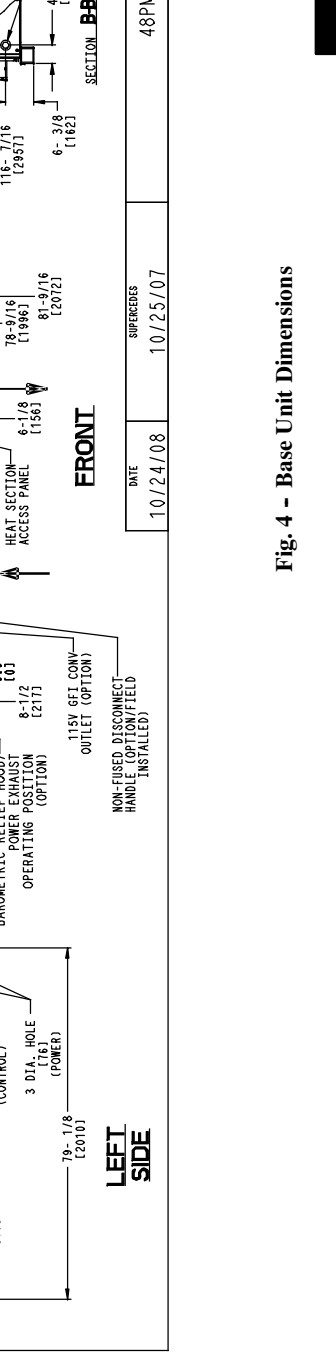 SECTION B-B
6- 3/8
[162]
116- 7/16
[2957]
48PM
SUPERCEDES
10/25/07
DATE
10/24/08
81-9/16
[2072]
78-9/16
[1996]
6-1/8
[156]
HEAT SECTION
ACCESS PANEL
FRONT
[0]
8-1/2
[217]
115V GFI CONV
OUTLET (OPTION)
NON-FUSED DISCONNECT
HANDLE (OPTION/FIELD
INSTALLED)
BAROMETRIC RELIEF HOOD/
POWER EXHAUST
OPERATING POSITION
(OPTION)
(CONTROL)
3 DIA. HOLE
[76]
(POWER)
79- 1/8
[2010]
LEFT
SIDE
Fig. 4 - Base Unit Dimensions